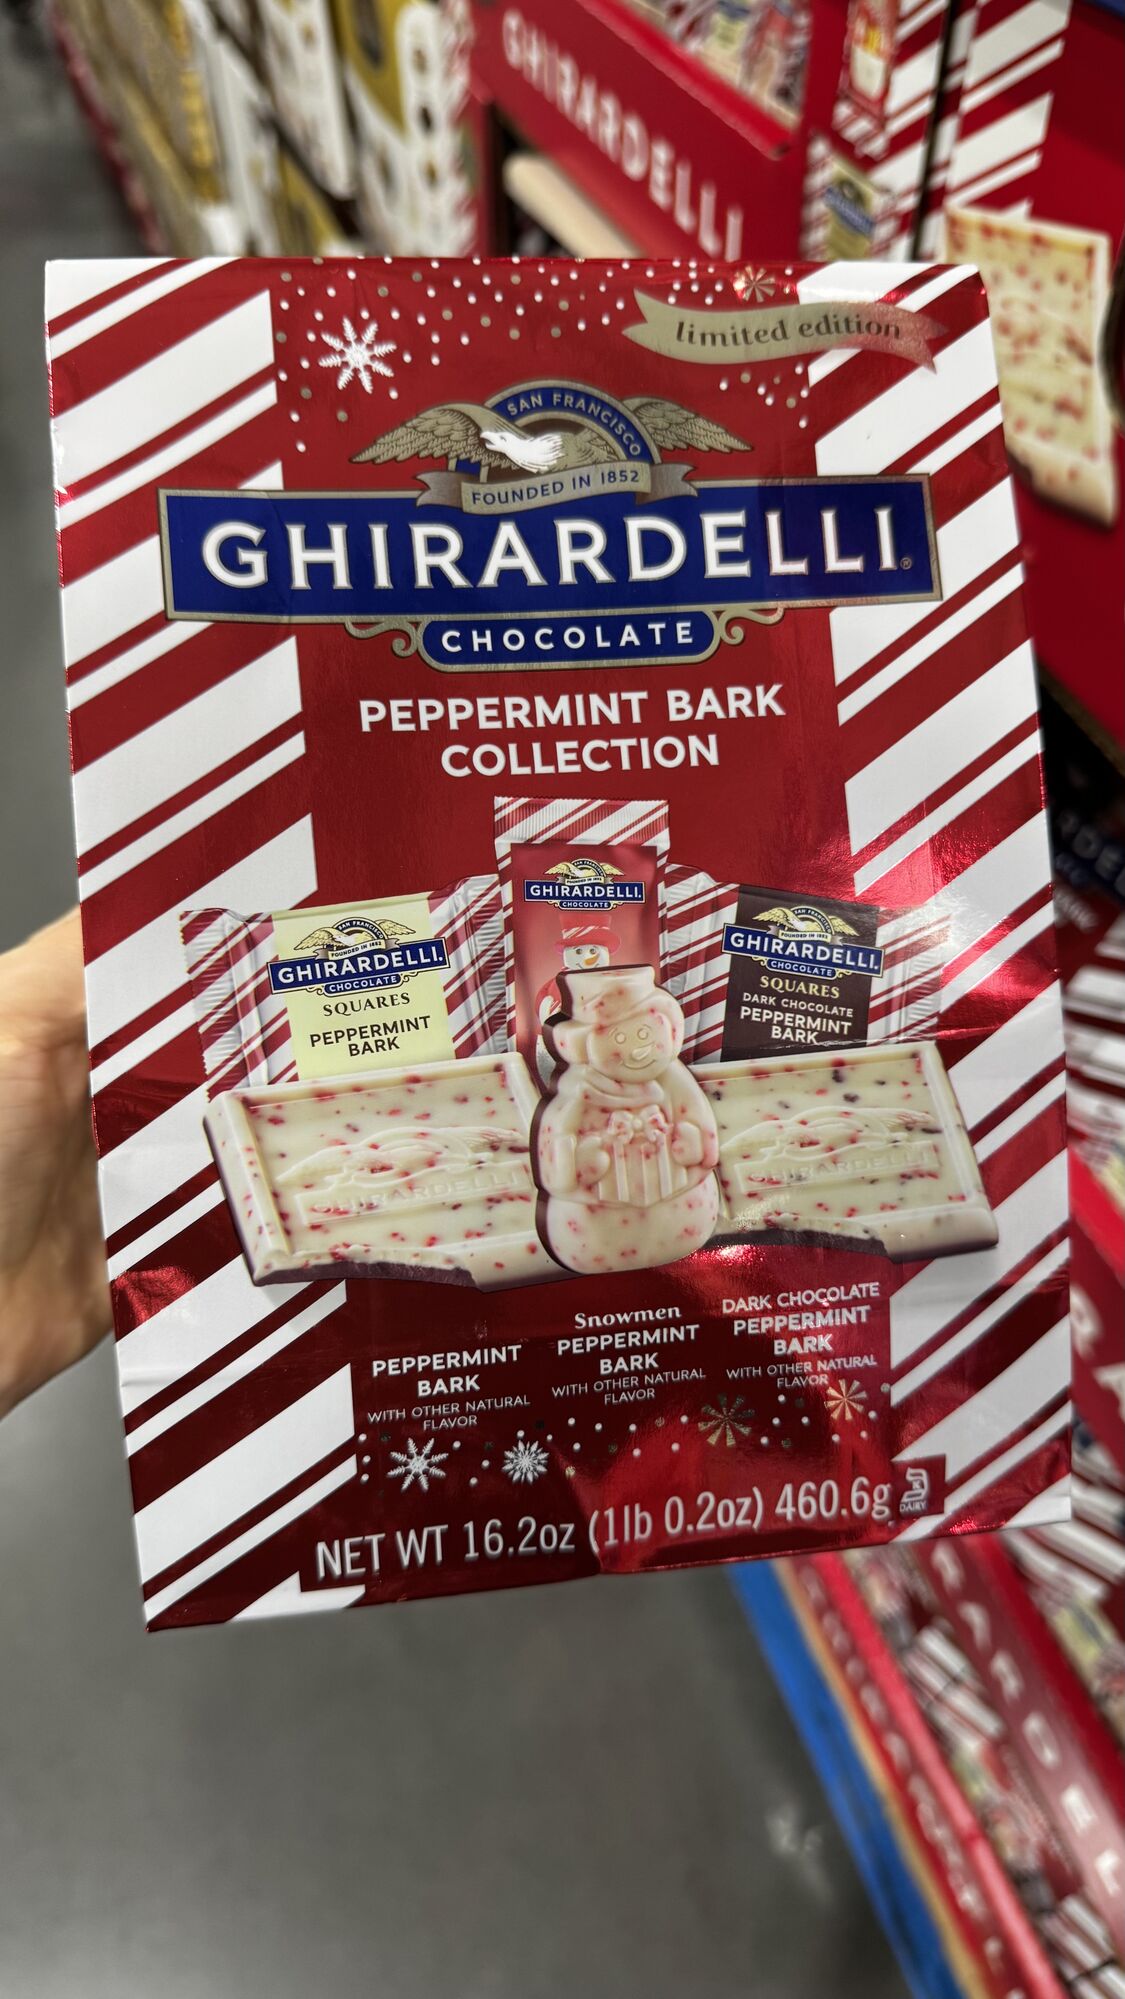 GHIRARDELLI
limited edition
SAN FRANCISCO
FOUNDED IN 1852
GHIRARDELLI®
CHOCOLATE
PEPPERMINT BARK
COLLECTION
GHIRARDELLI.
CHOCOLATE
GHIRARDELLI.
CHOCOLATE
SQUARES
PEPPERMINT
BARK
GHIRARDELLI.
CHOCOLATE
SQUARES
DARK CHOCOLATE
PEPPERMINT
BARK
GHIRARDELLI
GHIRARDELLI
PEPPERMINT
BARK
WITH OTHER NATURAL
FLAVOR
Snowmen
PEPPERMINT
BARK
WITH OTHER NATURAL
FLAVOR
DARK CHOCOLATE
PEPPERMINT
BARK
WITH OTHER NATURAL
FLAVOR
NET WT 16.2oz (1lb 0.2oz) 460.6g
DAIRY